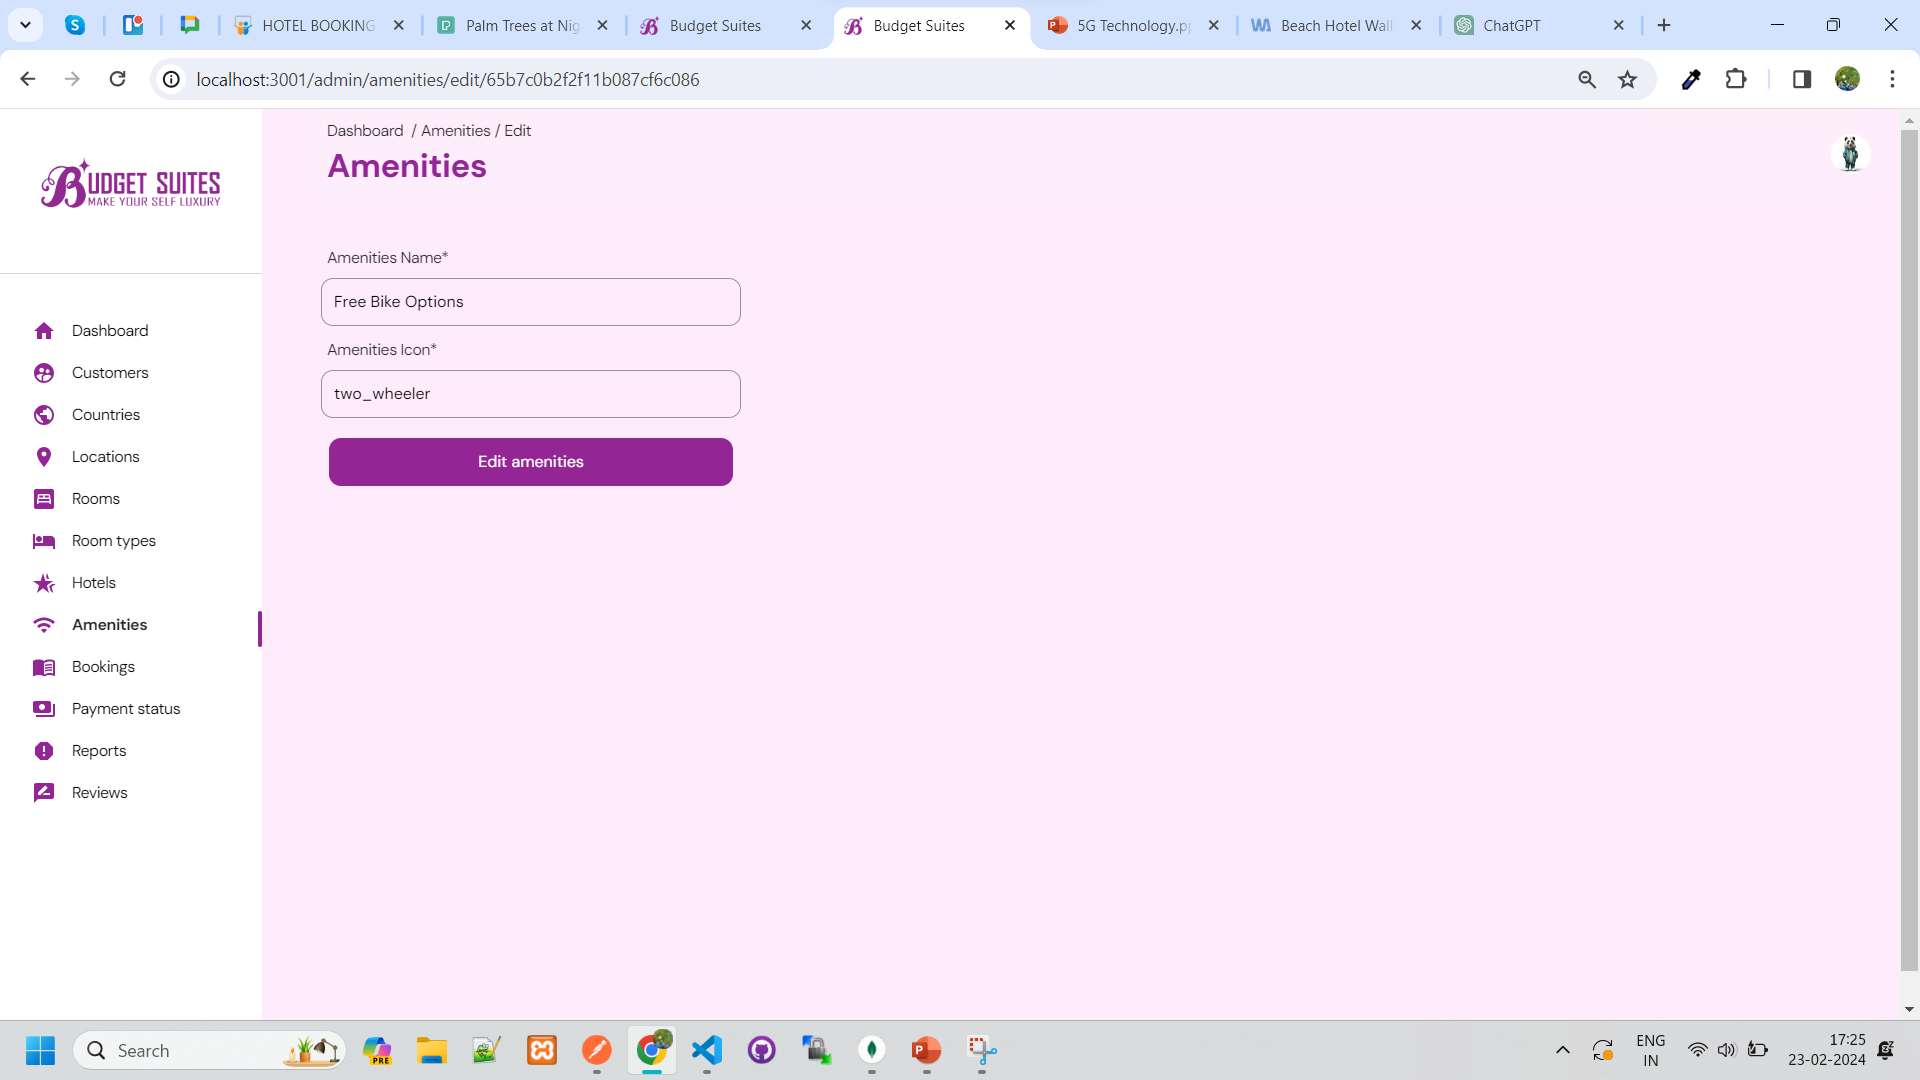 HOTEL BOOKING
Palm Trees at Nig
Budget Suites
Budget Suites
5G Technology.pp
Beach Hotel Wall
ChatGPT
localhost:3001/admin/amenities/edit/65b7c0b2f2f11b087cf6c086
BUDGET SUITES
MAKE YOUR SELF LUXURY
Dashboard
Customers
Countries
Locations
Rooms
Room types
Hotels
Amenities
Bookings
Payment status
Reports
Reviews
Dashboard / Amenities / Edit
Amenities
Amenities Name*
Free Bike Options
Amenities Icon*
two_wheeler
Edit amenities
Search
PRE
ENG
IN
17:25
23-02-2024